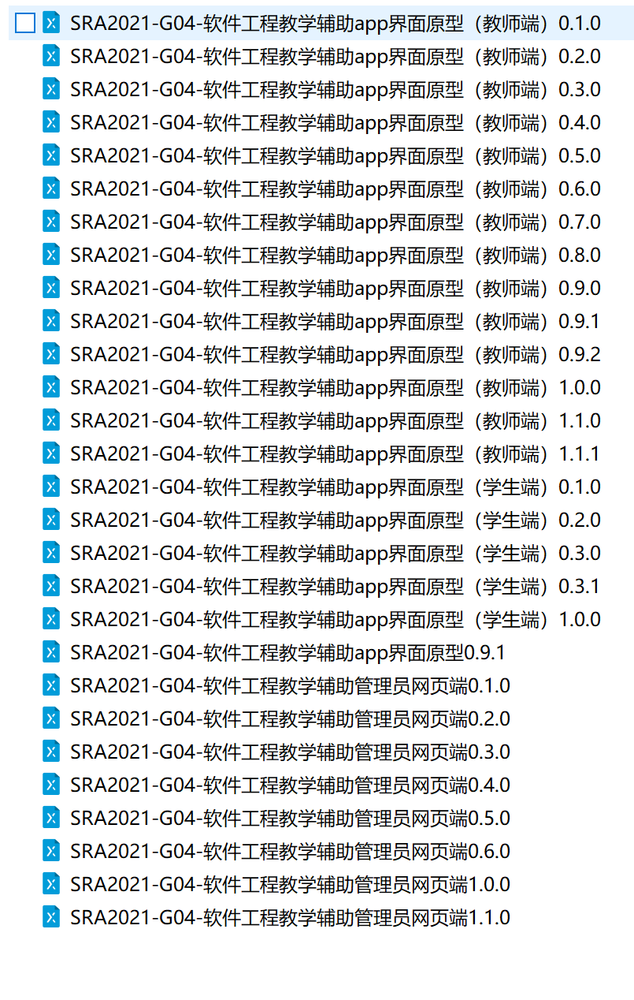 SRA2021-G04-软件工程教学辅助app界面原型（教师端）0.1.0
SRA2021-G04-软件工程教学辅助app界面原型（教师端）0.2.0
SRA2021-G04-软件工程教学辅助app界面原型（教师端）0.3.0
SRA2021-G04-软件工程教学辅助app界面原型（教师端）0.4.0
SRA2021-G04-软件工程教学辅助app界面原型（教师端）0.5.0
SRA2021-G04-软件工程教学辅助app界面原型（教师端）0.6.0
SRA2021-G04-软件工程教学辅助app界面原型（教师端）0.7.0
SRA2021-G04-软件工程教学辅助app界面原型（教师端）0.8.0
SRA2021-G04-软件工程教学辅助app界面原型（教师端）0.9.0
SRA2021-G04-软件工程教学辅助app界面原型（教师端）0.9.1
SRA2021-G04-软件工程教学辅助app界面原型（教师端）0.9.2
SRA2021-G04-软件工程教学辅助app界面原型（教师端）1.0.0
SRA2021-G04-软件工程教学辅助app界面原型（教师端）1.1.0
SRA2021-G04-软件工程教学辅助app界面原型（教师端）1.1.1
SRA2021-G04-软件工程教学辅助app界面原型（学生端）0.1.0
SRA2021-G04-软件工程教学辅助app界面原型（学生端）0.2.0
SRA2021-G04-软件工程教学辅助app界面原型（学生端）0.3.0
SRA2021-G04-软件工程教学辅助app界面原型（学生端）0.3.1
SRA2021-G04-软件工程教学辅助app界面原型（学生端）1.0.0
SRA2021-G04-软件工程教学辅助app界面原型0.9.1
SRA2021-G04-软件工程教学辅助管理员网页端0.1.0
SRA2021-G04-软件工程教学辅助管理员网页端0.2.0
SRA2021-G04-软件工程教学辅助管理员网页端0.3.0
SRA2021-G04-软件工程教学辅助管理员网页端0.4.0
SRA2021-G04-软件工程教学辅助管理员网页端0.5.0
SRA2021-G04-软件工程教学辅助管理员网页端0.6.0
SRA2021-G04-软件工程教学辅助管理员网页端1.0.0
SRA2021-G04-软件工程教学辅助管理员网页端1.1.0